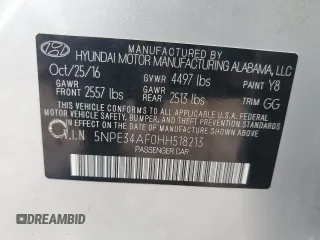 MANUFACTURED BY
HYUNDAI MOTOR MANUFACTURING ALABAMA, LLC
Oct/25/16 GVWR 4497 lbs PAINT Y8
GAWR FRONT 2557 lbs GAWR REAR 2513 lbs TRIM GG
THIS VEHICLE CONFORMS TO ALL APPLICABLE FEDERAL
MOTOR VEHICLE SAFETY, BUMPER, AND THEFT PREVENTION
STANDARDS IN EFFECT ON THE DATE OF MANUFACTURE
SHOWN ABOVE.
V.I.N 5NPE34AF0HH518213
PASSENGER CAR
DREAMBID
DREAMBID.COM